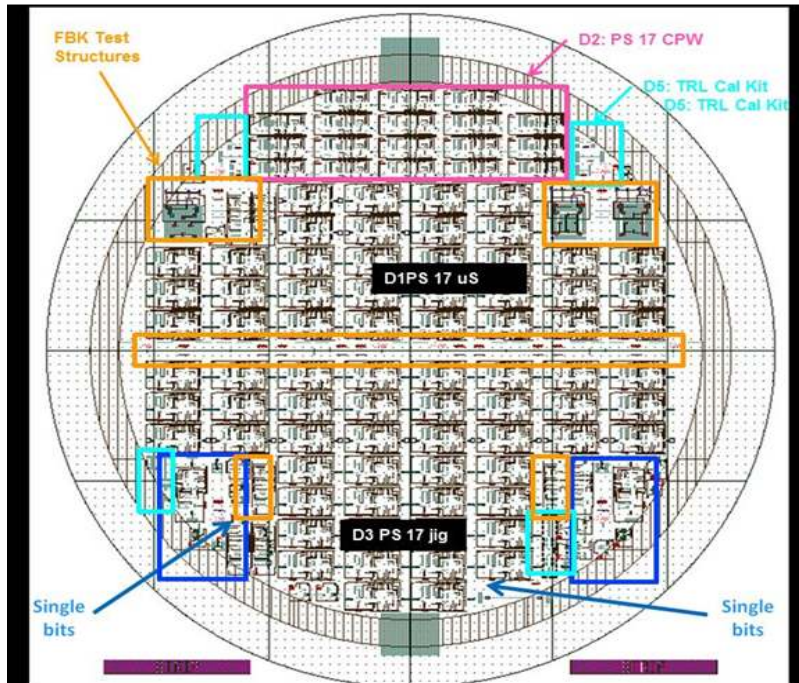 FBK Test
Structures
D2: PS 17 CPW
D5: TRL Cal Kit
D5: TRL Cal Kit
D1PS 17 uS
D3 PS 17 jig
Single
bits
Single
bits